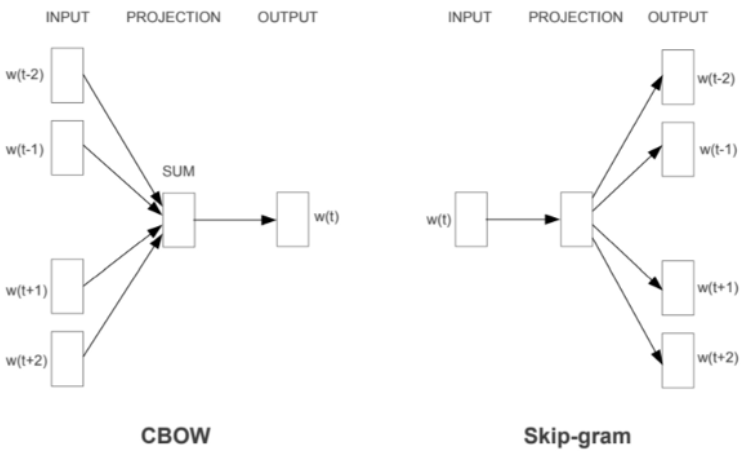 INPUT PROJECTION OUTPUT
w(t-2)
w(t-1)
SUM
w(t)
w(t+1)
w(t+2)
CBOW
INPUT PROJECTION OUTPUT
w(t-2)
w(t-1)
w(t)
w(t+1)
w(t+2)
Skip-gram